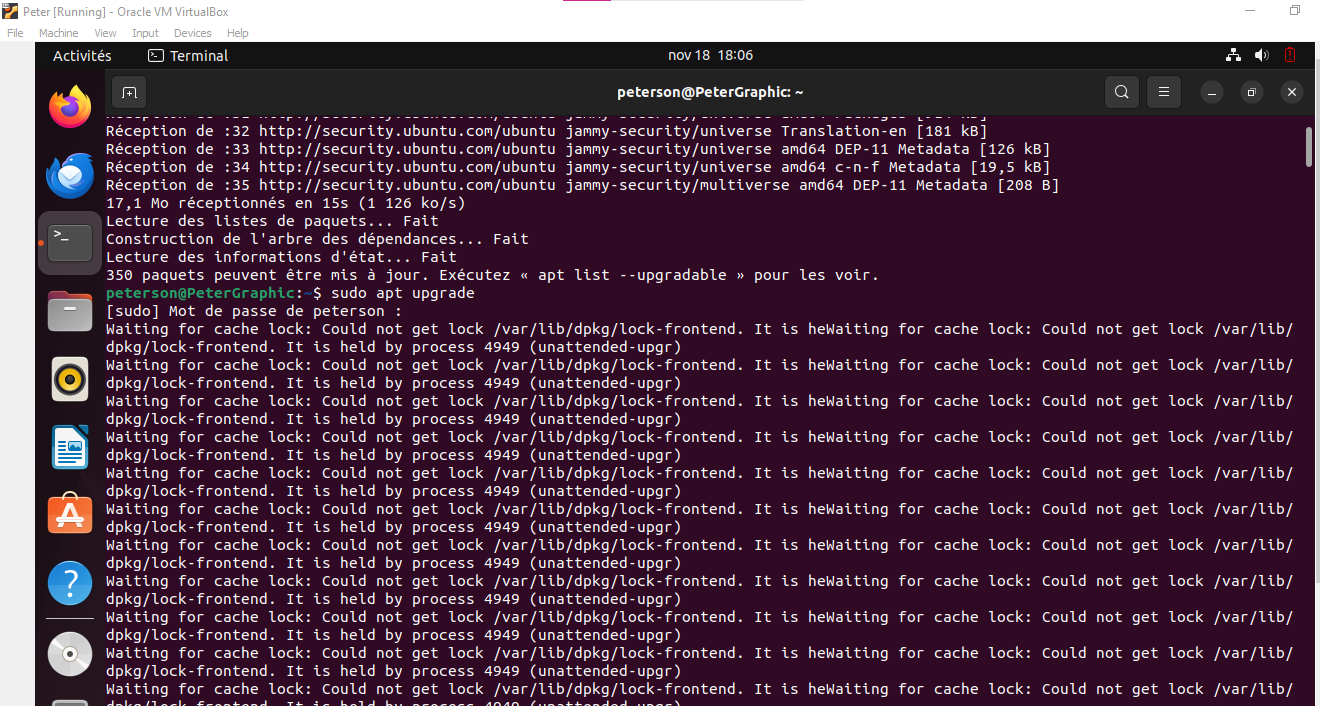 Peter [Running] - Oracle VM VirtualBox
File Machine View Input Devices Help
Activités Terminal nov 18 18:06
peterson@PeterGraphic: ~
Réception de :32 http://security.ubuntu.com/ubuntu jammy-security/universe Translation-en [181 kB]
Réception de :33 http://security.ubuntu.com/ubuntu jammy-security/universe amd64 DEP-11 Metadata [126 kB]
Réception de :34 http://security.ubuntu.com/ubuntu jammy-security/universe amd64 c-n-f Metadata [19,5 kB]
Réception de :35 http://security.ubuntu.com/ubuntu jammy-security/multiverse amd64 DEP-11 Metadata [208 B]
17,1 Mo réceptionnés en 15s (1 126 ko/s)
Lecture des listes de paquets... Fait
Construction de l'arbre des dépendances... Fait
Lecture des informations d'état... Fait
350 paquets peuvent être mis à jour. Exécutez « apt list --upgradable » pour les voir.
peterson@PeterGraphic:~$ sudo apt upgrade
[sudo] Mot de passe de peterson :
Waiting for cache lock: Could not get lock /var/lib/dpkg/lock-frontend. It is heWaiting for cache lock: Could not get lock /var/lib/
dpkg/lock-frontend. It is held by process 4949 (unattended-upgr)
Waiting for cache lock: Could not get lock /var/lib/dpkg/lock-frontend. It is heWaiting for cache lock: Could not get lock /var/lib/
dpkg/lock-frontend. It is held by process 4949 (unattended-upgr)
Waiting for cache lock: Could not get lock /var/lib/dpkg/lock-frontend. It is heWaiting for cache lock: Could not get lock /var/lib/
dpkg/lock-frontend. It is held by process 4949 (unattended-upgr)
Waiting for cache lock: Could not get lock /var/lib/dpkg/lock-frontend. It is heWaiting for cache lock: Could not get lock /var/lib/
dpkg/lock-frontend. It is held by process 4949 (unattended-upgr)
Waiting for cache lock: Could not get lock /var/lib/dpkg/lock-frontend. It is heWaiting for cache lock: Could not get lock /var/lib/
dpkg/lock-frontend. It is held by process 4949 (unattended-upgr)
Waiting for cache lock: Could not get lock /var/lib/dpkg/lock-frontend. It is heWaiting for cache lock: Could not get lock /var/lib/
dpkg/lock-frontend. It is held by process 4949 (unattended-upgr)
Waiting for cache lock: Could not get lock /var/lib/dpkg/lock-frontend. It is heWaiting for cache lock: Could not get lock /var/lib/
dpkg/lock-frontend. It is held by process 4949 (unattended-upgr)
Waiting for cache lock: Could not get lock /var/lib/dpkg/lock-frontend. It is heWaiting for cache lock: Could not get lock /var/lib/
dpkg/lock-frontend. It is held by process 4949 (unattended-upgr)
Waiting for cache lock: Could not get lock /var/lib/dpkg/lock-frontend. It is heWaiting for cache lock: Could not get lock /var/lib/
dpkg/lock-frontend. It is held by process 4949 (unattended-upgr)
Waiting for cache lock: Could not get lock /var/lib/dpkg/lock-frontend. It is heWaiting for cache lock: Could not get lock /var/lib/
dpkg/lock-frontend. It is held by process 4949 (unattended-upgr)
Waiting for cache lock: Could not get lock /var/lib/dpkg/lock-frontend. It is heWaiting for cache lock: Could not get lock /var/lib/
dpkg/lock-frontend. It is held by process 4949 (unattended-upgr)